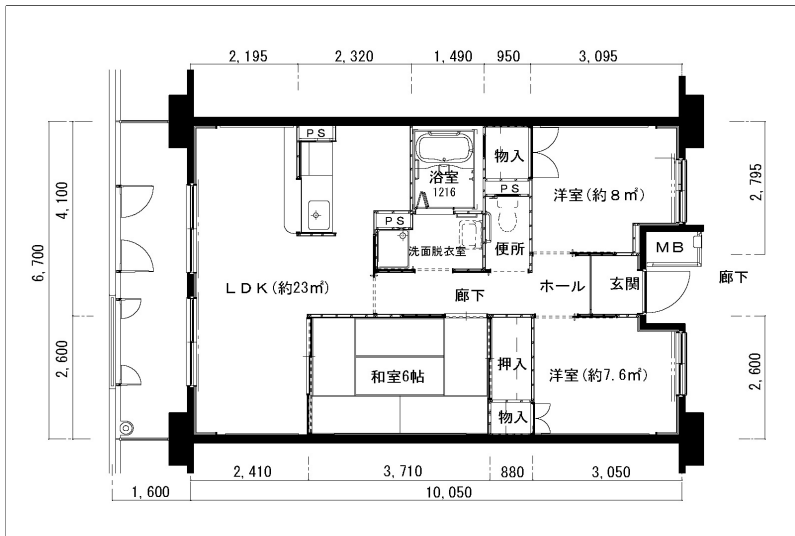 2,195
2,320
1,490
950
3,095
PS
浴室
1216
物入
PS
洋室(約8㎡)
4,100
2,795
6,700
PS
洗面脱衣室
便所
MB
LDK(約23㎡)
廊下
ホール
玄関
廊下
2,600
和室6帖
押入
洋室(約7.6㎡)
2,600
物入
2,410
3,710
880
3,050
1,600
10,050